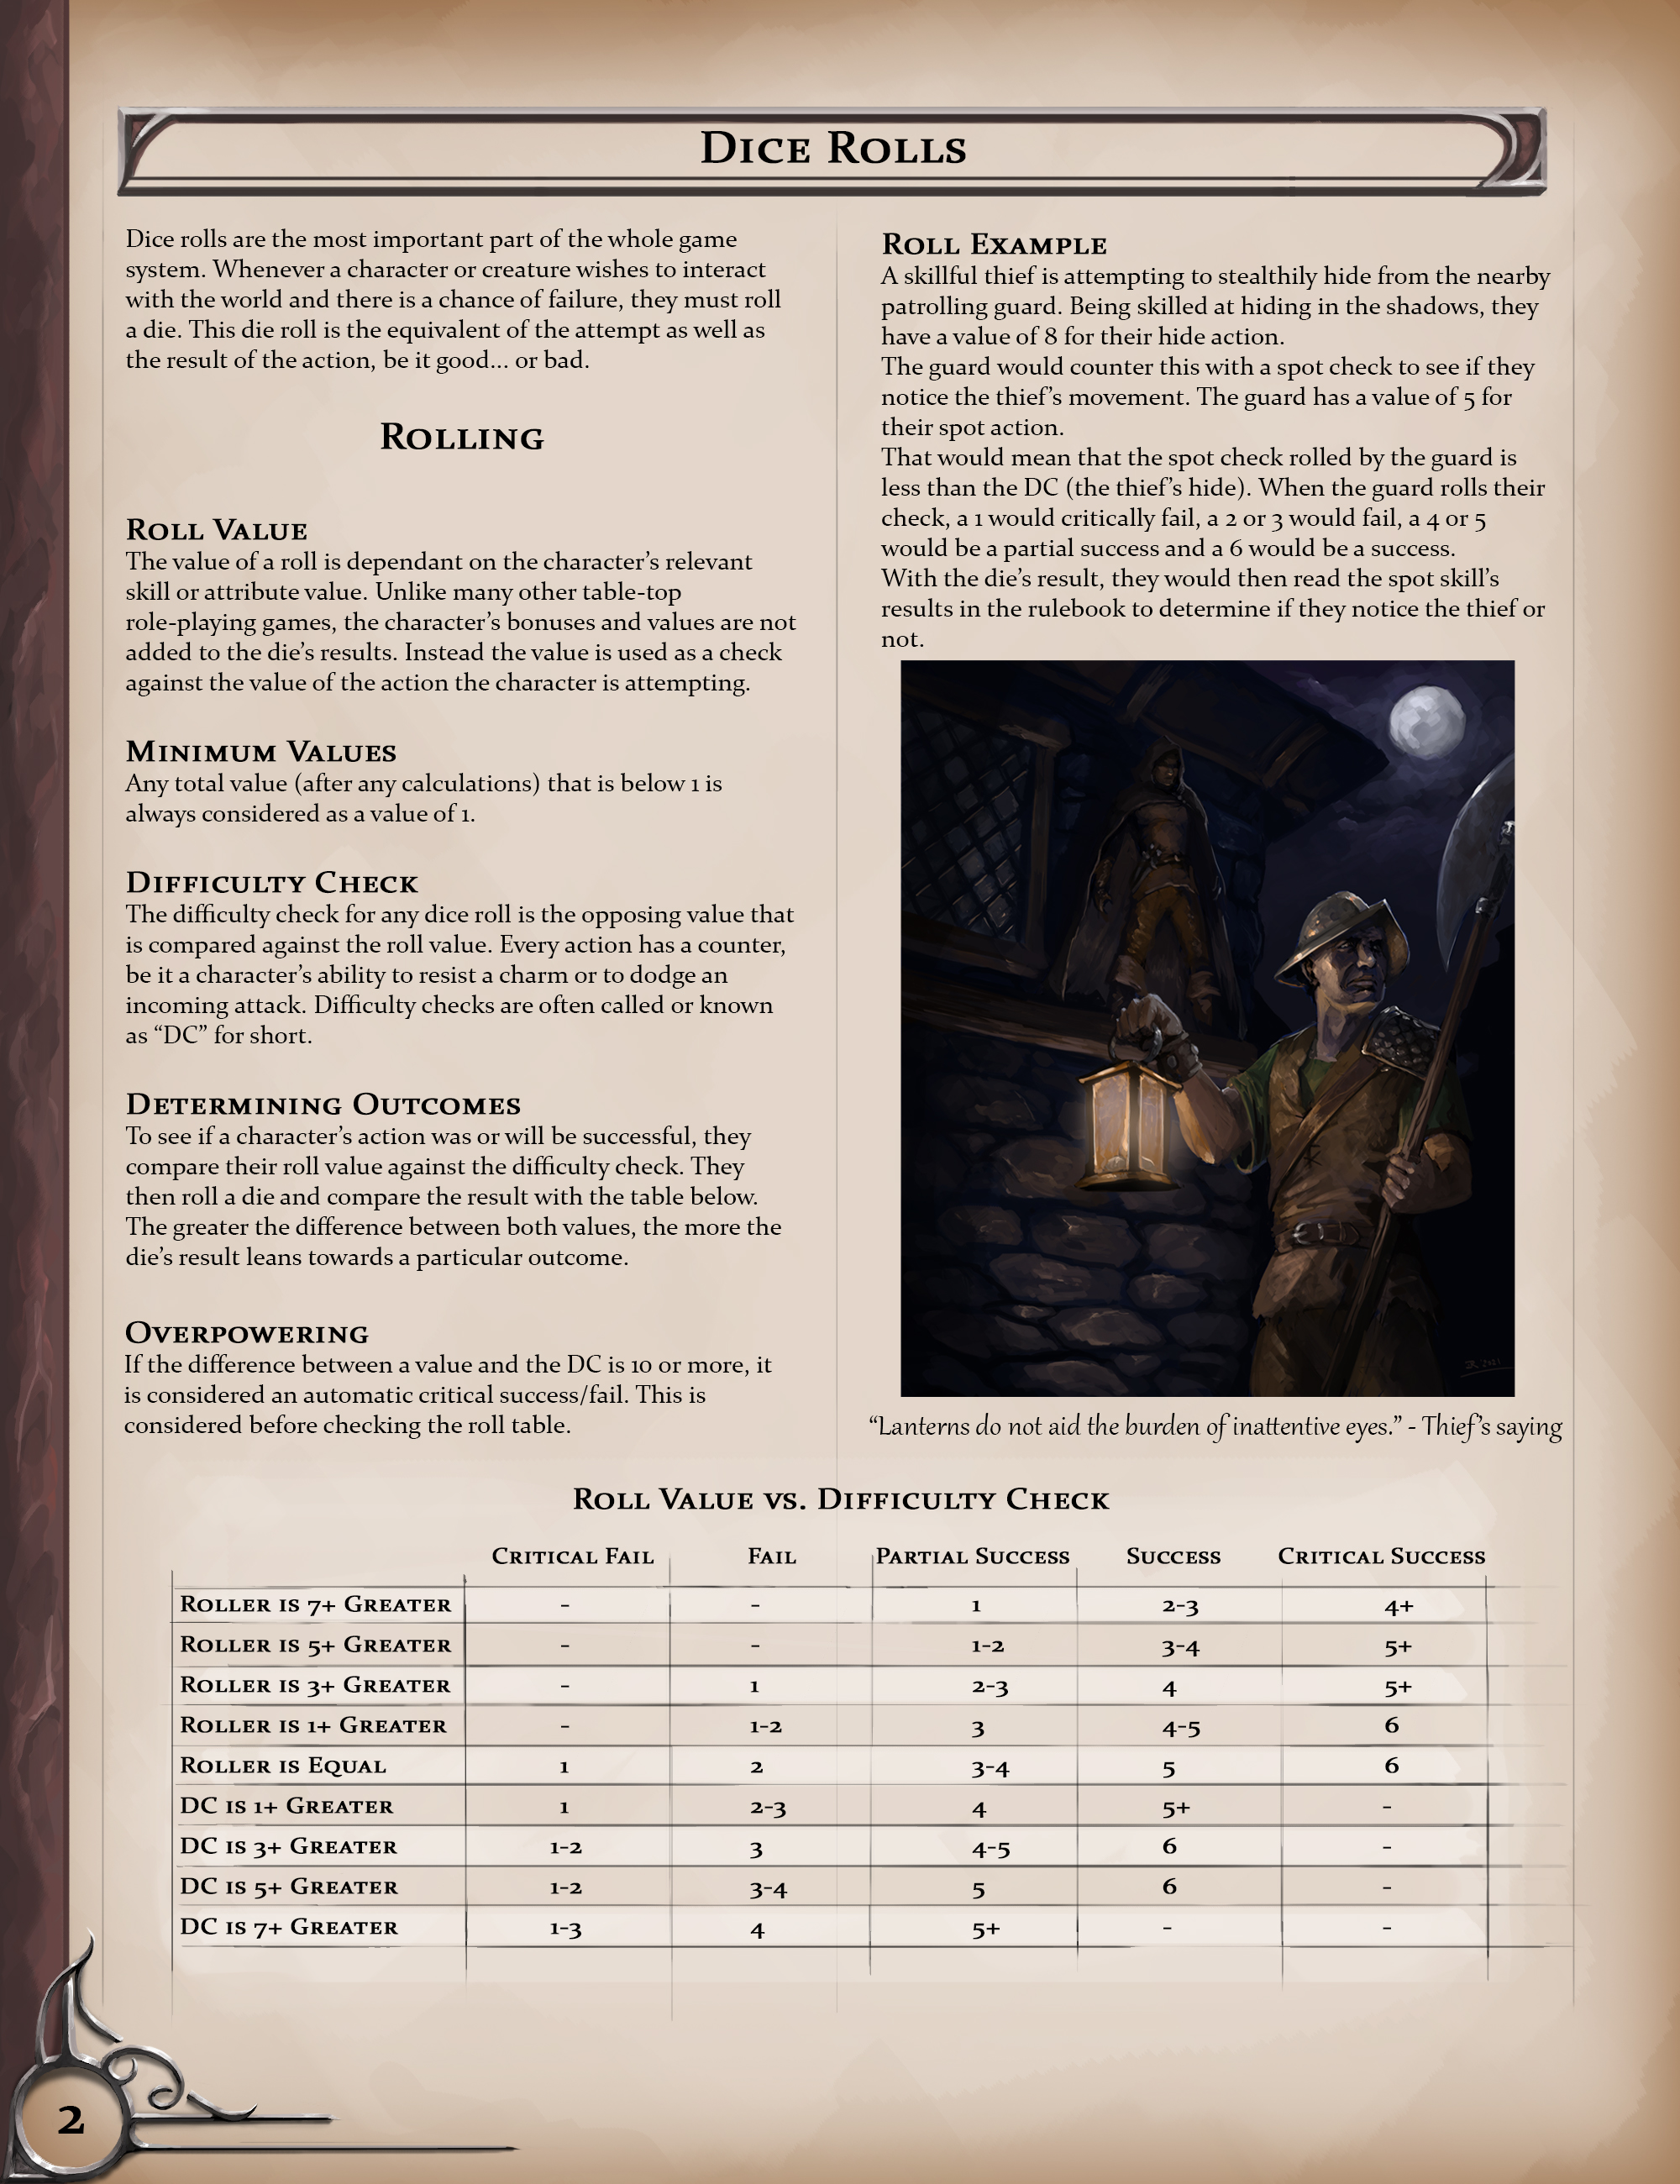 Dice Rolls
Dice rolls are the most important part of the whole game
system. Whenever a character or creature wishes to interact
with the world and there is a chance of failure, they must roll
a die. This die roll is the equivalent of the attempt as well as
the result of the action, be it good... or bad.
Rolling
Roll Value
The value of a roll is dependant on the character's relevant
skill or attribute value. Unlike many other table-top
role-playing games, the character's bonuses and values are not
added to the die's results. Instead the value is used as a check
against the value of the action the character is attempting.
Minimum Values
Any total value (after any calculations) that is below 1 is
always considered as a value of 1.
Difficulty Check
The difficulty check for any dice roll is the opposing value that
is compared against the roll value. Every action has a counter,
be it a character's ability to resist a charm or to dodge an
incoming attack. Difficulty checks are often called or known
as “DC” for short.
Determining Outcomes
To see if a character's action was or will be successful, they
compare their roll value against the difficulty check. They
then roll a die and compare the result with the table below.
The greater the difference between both values, the more the
die's result leans towards a particular outcome.
Overpowering
If the difference between a value and the DC is 10 or more, it
is considered an automatic critical success/fail. This is
considered before checking the roll table.
Roll Example
A skillful thief is attempting to stealthily hide from the nearby
patrolling guard. Being skilled at hiding in the shadows, they
have a value of 8 for their hide action.
The guard would counter this with a spot check to see if they
notice the thief's movement. The guard has a value of 5 for
their spot action.
That would mean that the spot check rolled by the guard is
less than the DC (the thief's hide). When the guard rolls their
check, a 1 would critically fail, a 2 or 3 would fail, a 4 or 5
would be a partial success and a 6 would be a success.
With the die's result, they would then read the spot skill's
results in the rulebook to determine if they notice the thief or
not.
“Lanterns do not aid the burden of inattentive eyes.” - Thief's saying
Roll Value vs. Difficulty Check
Critical Fail Fail Partial Success Success Critical Success
Roller is 7+ Greater - - 1 2-3 4+
Roller is 5+ Greater - - 1-2 3-4 5+
Roller is 3+ Greater - 1 2-3 4 5+
Roller is 1+ Greater - 1-2 3 4-5 6
Roller is Equal 1 2 3-4 5 6
DC is 1+ Greater 1 2-3 4 5+ -
DC is 3+ Greater 1-2 3 4-5 6 -
DC is 5+ Greater 1-2 3-4 5 6 -
DC is 7+ Greater 1-3 4 5+ - -
2